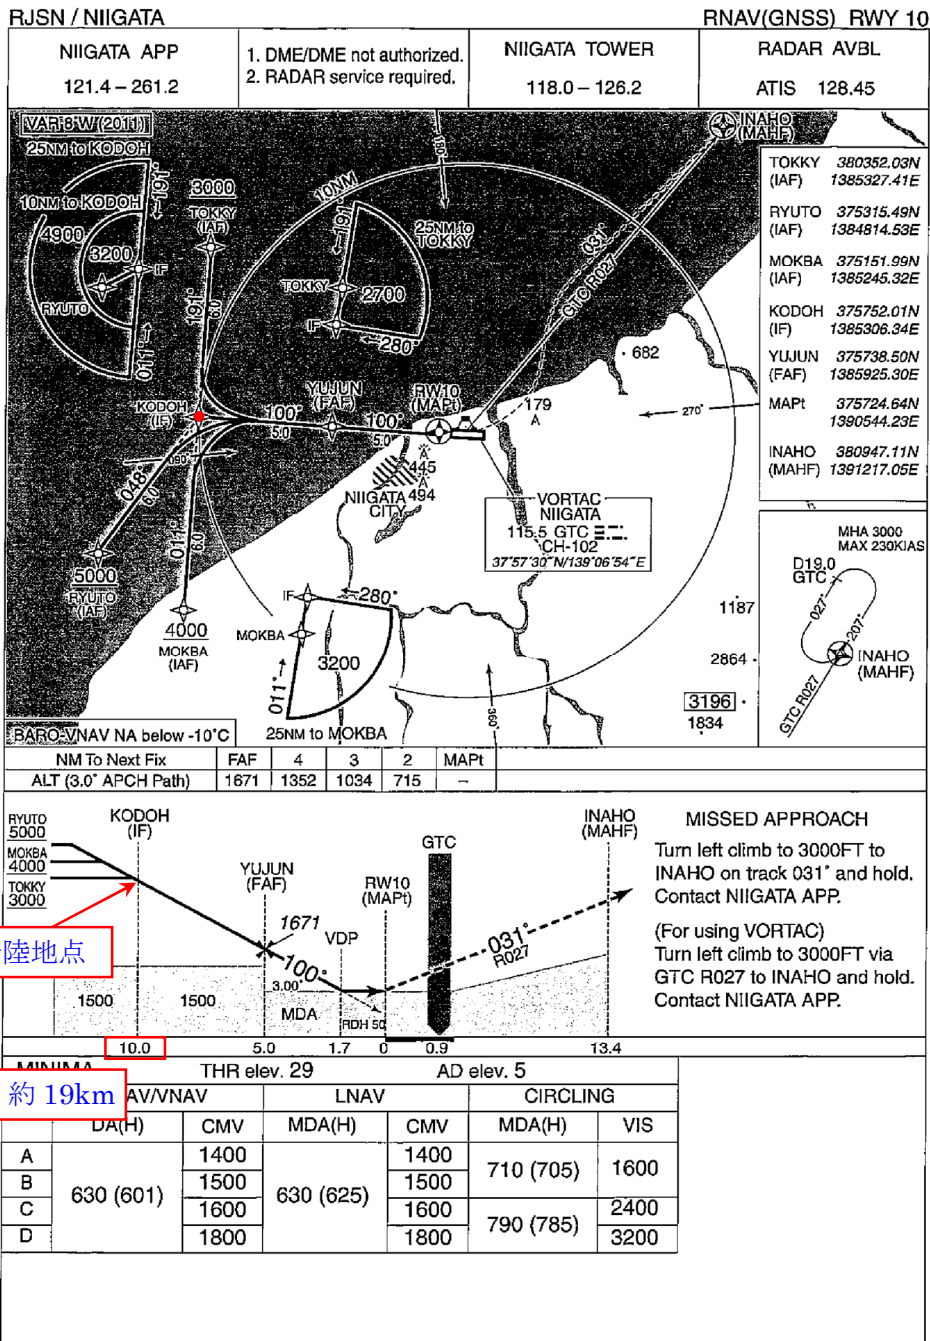 RJSN / NIIGATA
RNAV(GNSS) RWY 10
NIIGATA APP
121.4 – 261.2
1. DME/DME not authorized.
2. RADAR service required.
NIIGATA TOWER
118.0 – 126.2
RADAR AVBL
ATIS 128.45
VAR 8°W (2011)
25NM to KODOH
10NM to KODOH
4900
3200
IF
RYUTO
191°
011°
3000
TOKKY
(IAF)
191°
6.0
10NM
191°
TOKKY
2700
IF
280°
25NM to
TOKKY
180°
INAHO
(MAHF)
031°
GTC R027
682
179
270°
KODOH
(IF)
100°
5.0
YUJUN
(FAF)
100°
5.0
RW10
(MAPt)
090°
048°
6.0
011°
6.0
5000
RYUTO
(IAF)
4000
MOKBA
(IAF)
445
494
NIIGATA
CITY
VORTAC
NIIGATA
115.5 GTC
CH-102
37°57'30"N/139°06'54"E
IF
280°
MOKBA
3200
011°
25NM to MOKBA
360°
1187
2864
3196
1834
BARO-VNAV NA below -10°C
TOKKY 380352.03N
(IAF) 1385327.41E
RYUTO 375315.49N
(IAF) 1384814.53E
MOKBA 375151.99N
(IAF) 1385245.32E
KODOH 375752.01N
(IF) 1385306.34E
YUJUN 375738.50N
(FAF) 1385925.30E
MAPt 375724.64N
1390544.23E
INAHO 380947.11N
(MAHF) 1391217.05E
MHA 3000
MAX 230KIAS
D19.0
GTC
027°
207°
INAHO
(MAHF)
GTC R027
NM To Next Fix FAF 4 3 2 MAPt
ALT (3.0° APCH Path) 1671 1352 1034 715 –
RYUTO
5000
MOKBA
4000
TOKKY
3000
KODOH
(IF)
YUJUN
(FAF)
1671
VDP
RW10
(MAPt)
GTC
INAHO
(MAHF)
100°
3.00°
MDA
RDH 50
031°
R027
1500 1500
陸地点
10.0 5.0 1.7 0 0.9 13.4
約 19km
MISSED APPROACH
Turn left climb to 3000FT to
INAHO on track 031° and hold.
Contact NIIGATA APP.
(For using VORTAC)
Turn left climb to 3000FT via
GTC R027 to INAHO and hold.
Contact NIIGATA APP.
MINIMA THR elev. 29 AD elev. 5
AV/VNAV LNAV CIRCLING
DA(H) CMV MDA(H) CMV MDA(H) VIS
A 630 (601) 1400 630 (625) 1400 710 (705) 1600
B 1500 1500
C 1600 1600 790 (785) 2400
D 1800 1800 3200